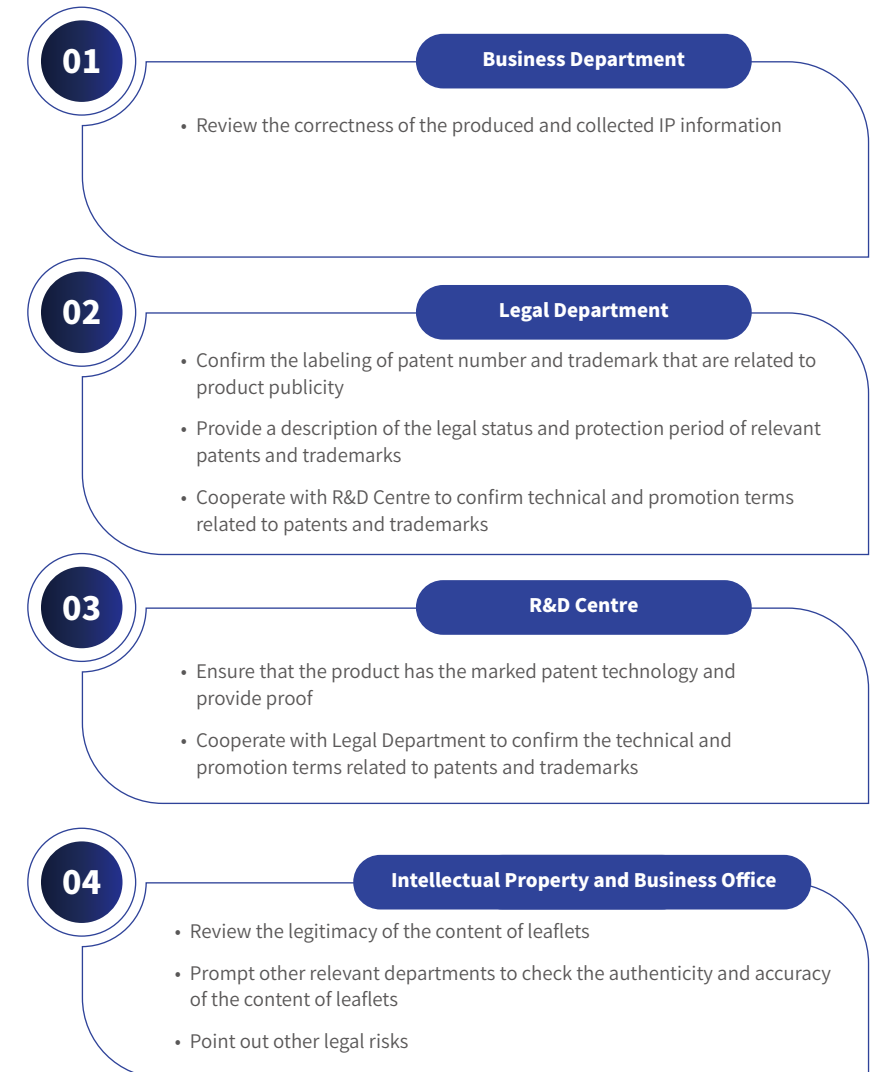 01
Business Department
• Review the correctness of the produced and collected IP information
02
Legal Department
• Confirm the labeling of patent number and trademark that are related to
product publicity
• Provide a description of the legal status and protection period of relevant
patents and trademarks
• Cooperate with R&D Centre to confirm technical and promotion terms
related to patents and trademarks
03
R&D Centre
• Ensure that the product has the marked patent technology and
provide proof
• Cooperate with Legal Department to confirm the technical and
promotion terms related to patents and trademarks
04
Intellectual Property and Business Office
• Review the legitimacy of the content of leaflets
• Prompt other relevant departments to check the authenticity and accuracy
of the content of leaflets
• Point out other legal risks